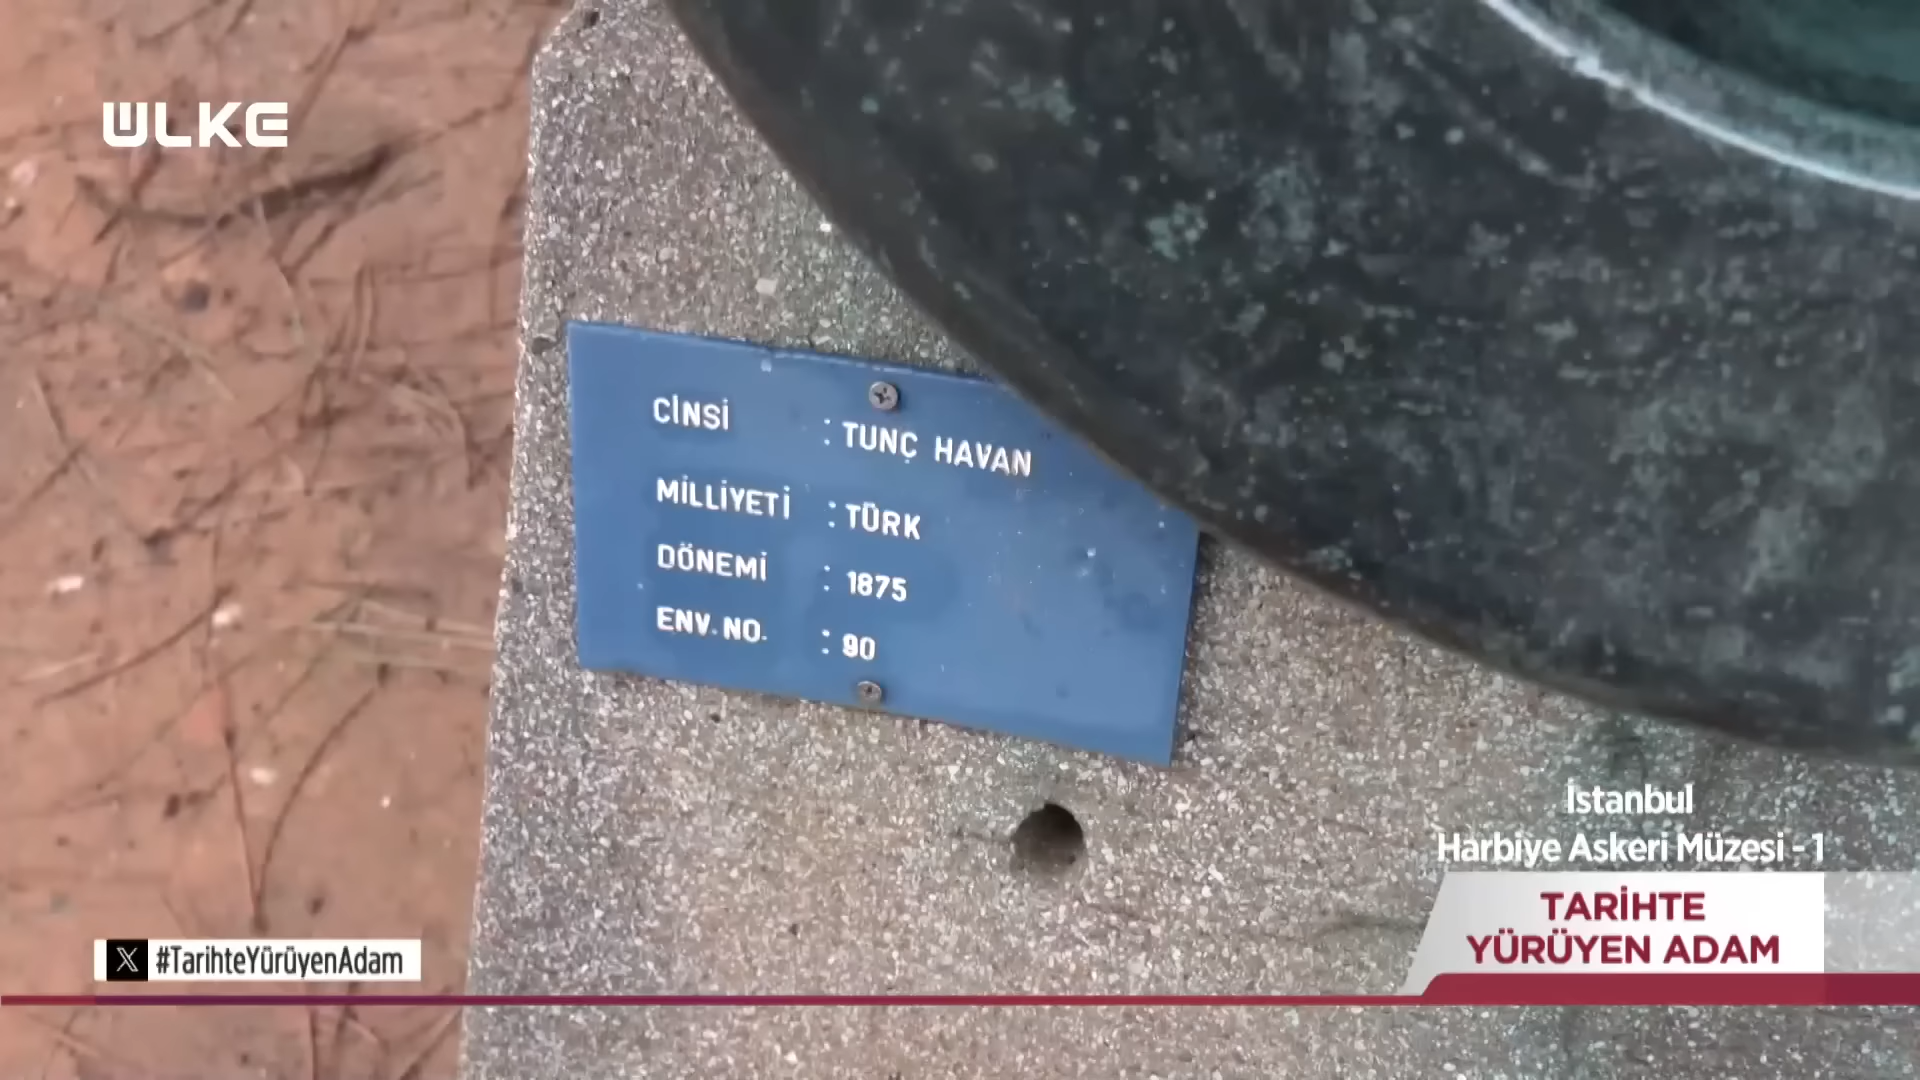 ULKE
CİNSİ : TUNÇ HAVAN
MİLLİYETİ : TÜRK
DÖNEMİ : 1875
ENV. NO. : 90
İstanbul
Harbiye Askeri Müzesi - 1
TARİHTE
YÜRÜYEN ADAM
X #TarihteYürüyenAdam